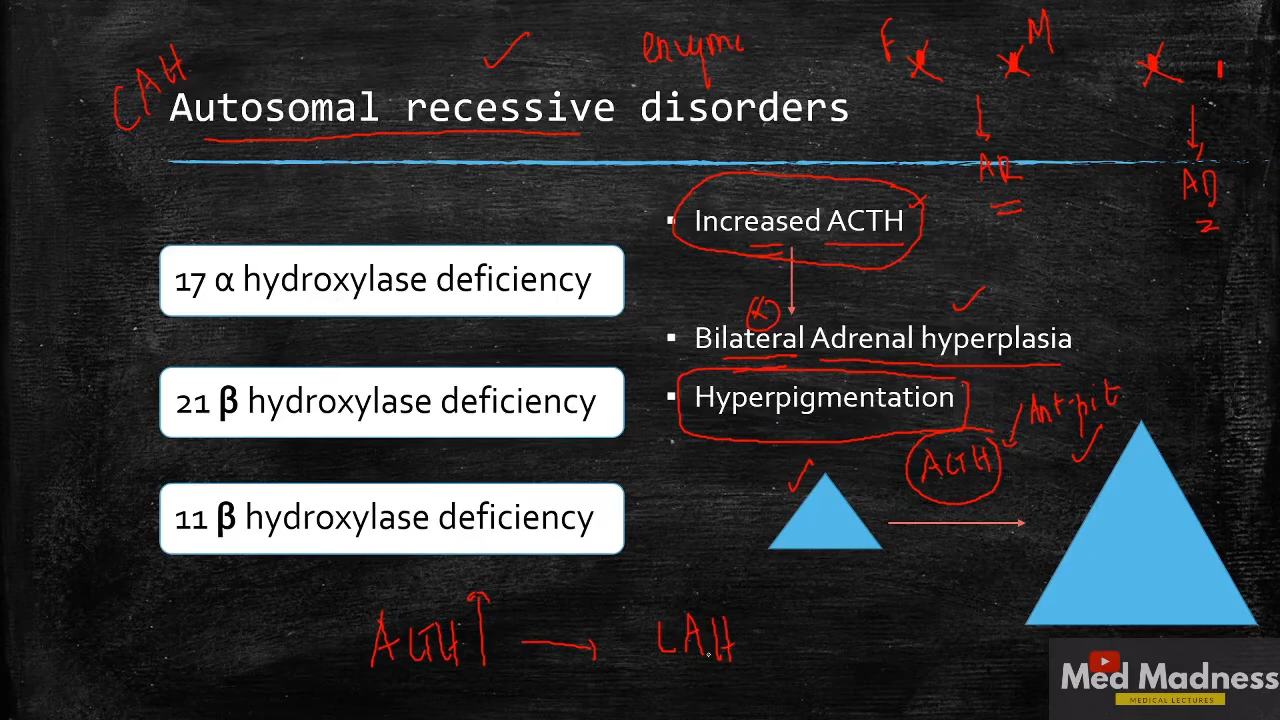 CAH
enzyme
F
M
Autosomal recessive disorders
AR
AD
Increased ACTH
17 α hydroxylase deficiency
Bilateral Adrenal hyperplasia
21 β hydroxylase deficiency
Hyperpigmentation
Ant-pit
ACTH
11 β hydroxylase deficiency
ACTH↑ → CAH
Med Madness
MEDICAL LECTURES